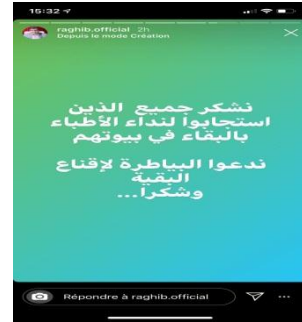 15:32
raghib.official 2h
Depuis le mode Création
نشكر جميع الذين
استجابوا لنداء الأطباء
بالبقاء في بيوتهم
ندعوا البياطرة لإقناع
البقية
وشكرا...
Répondre à raghib.official